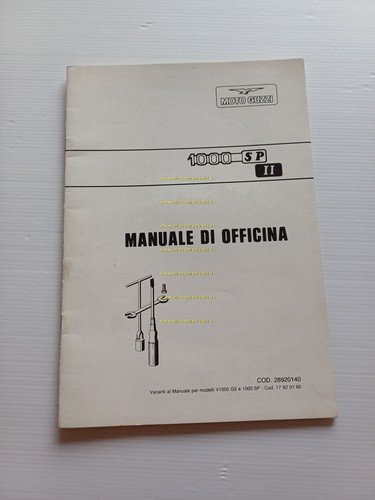 MOTO GUZZI
1000 SP
II
MANUALE DI OFFICINA
COD. 28920140
Varianti al Manuale per modelli V1000 G5 e 1000 SP - Cod. 17 92 01 60